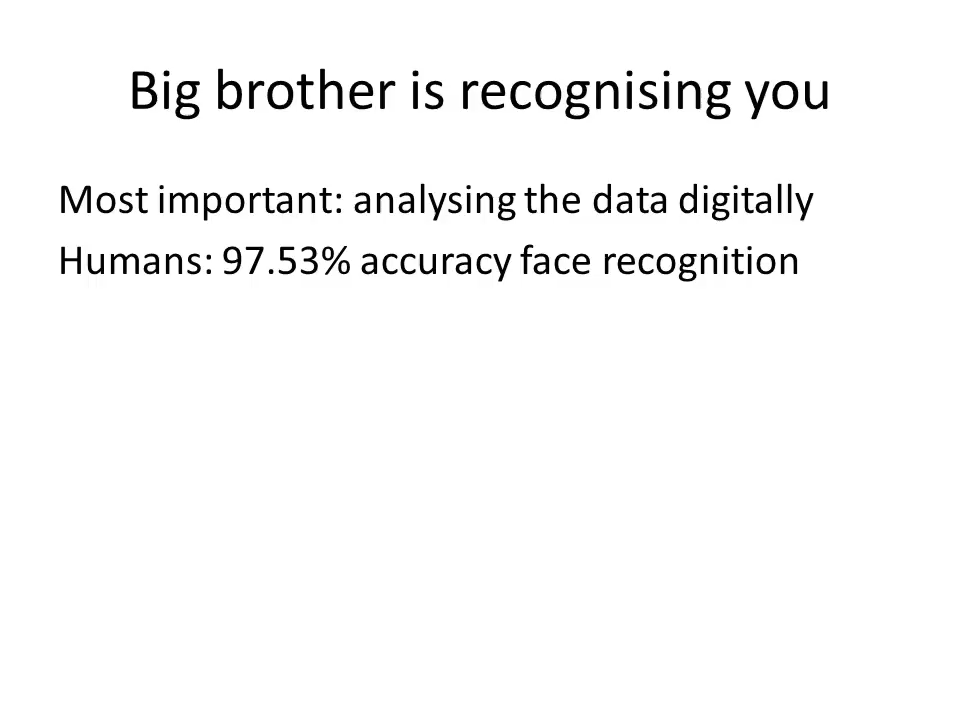 Big brother is recognising you
Most important: analysing the data digitally
Humans: 97.53% accuracy face recognition